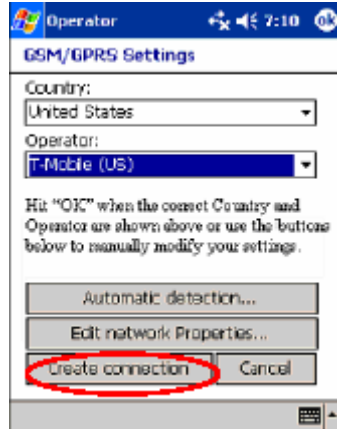 Operator 7:10 ok
GSM/GPRS Settings
Country:
United States
Operator:
T-Mobile (US)
Hit "OK" when the correct Country and
Operator are shown above or use the buttons
below to manually modify your settings.
Automatic detection...
Edit network Properties...
Create connection Cancel